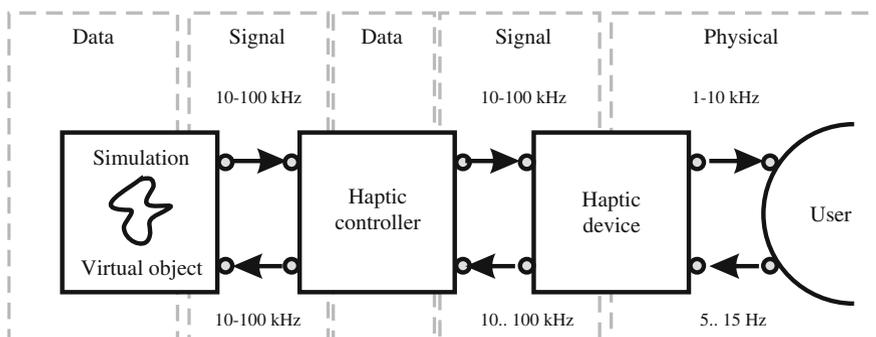 Data
Signal
Data
Signal
Physical
10-100 kHz
10-100 kHz
1-10 kHz
Simulation
Virtual object
Haptic
controller
Haptic
device
User
10-100 kHz
10.. 100 kHz
5.. 15 Hz